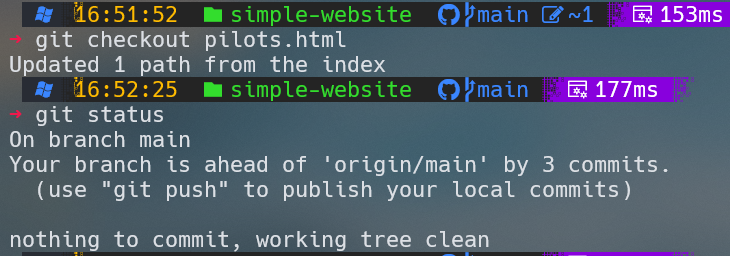 16:51:52 simple-website main ~1 153ms
→ git checkout pilots.html
Updated 1 path from the index
16:52:25 simple-website main 177ms
→ git status
On branch main
Your branch is ahead of 'origin/main' by 3 commits.
  (use "git push" to publish your local commits)

nothing to commit, working tree clean